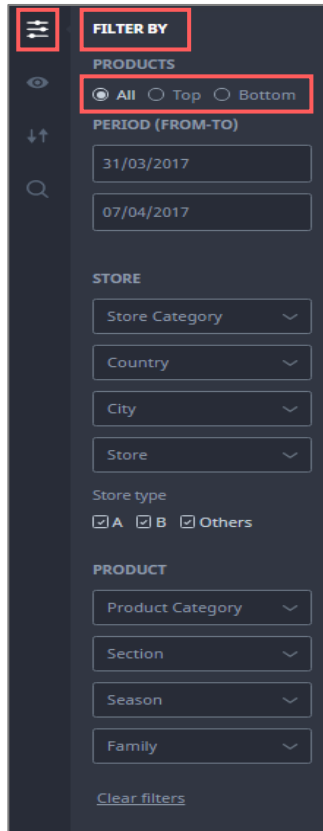 FILTER BY
PRODUCTS
All Top Bottom
PERIOD (FROM-TO)
31/03/2017
07/04/2017
STORE
Store Category
Country
City
Store
Store type
A B Others
PRODUCT
Product Category
Section
Season
Family
Clear filters